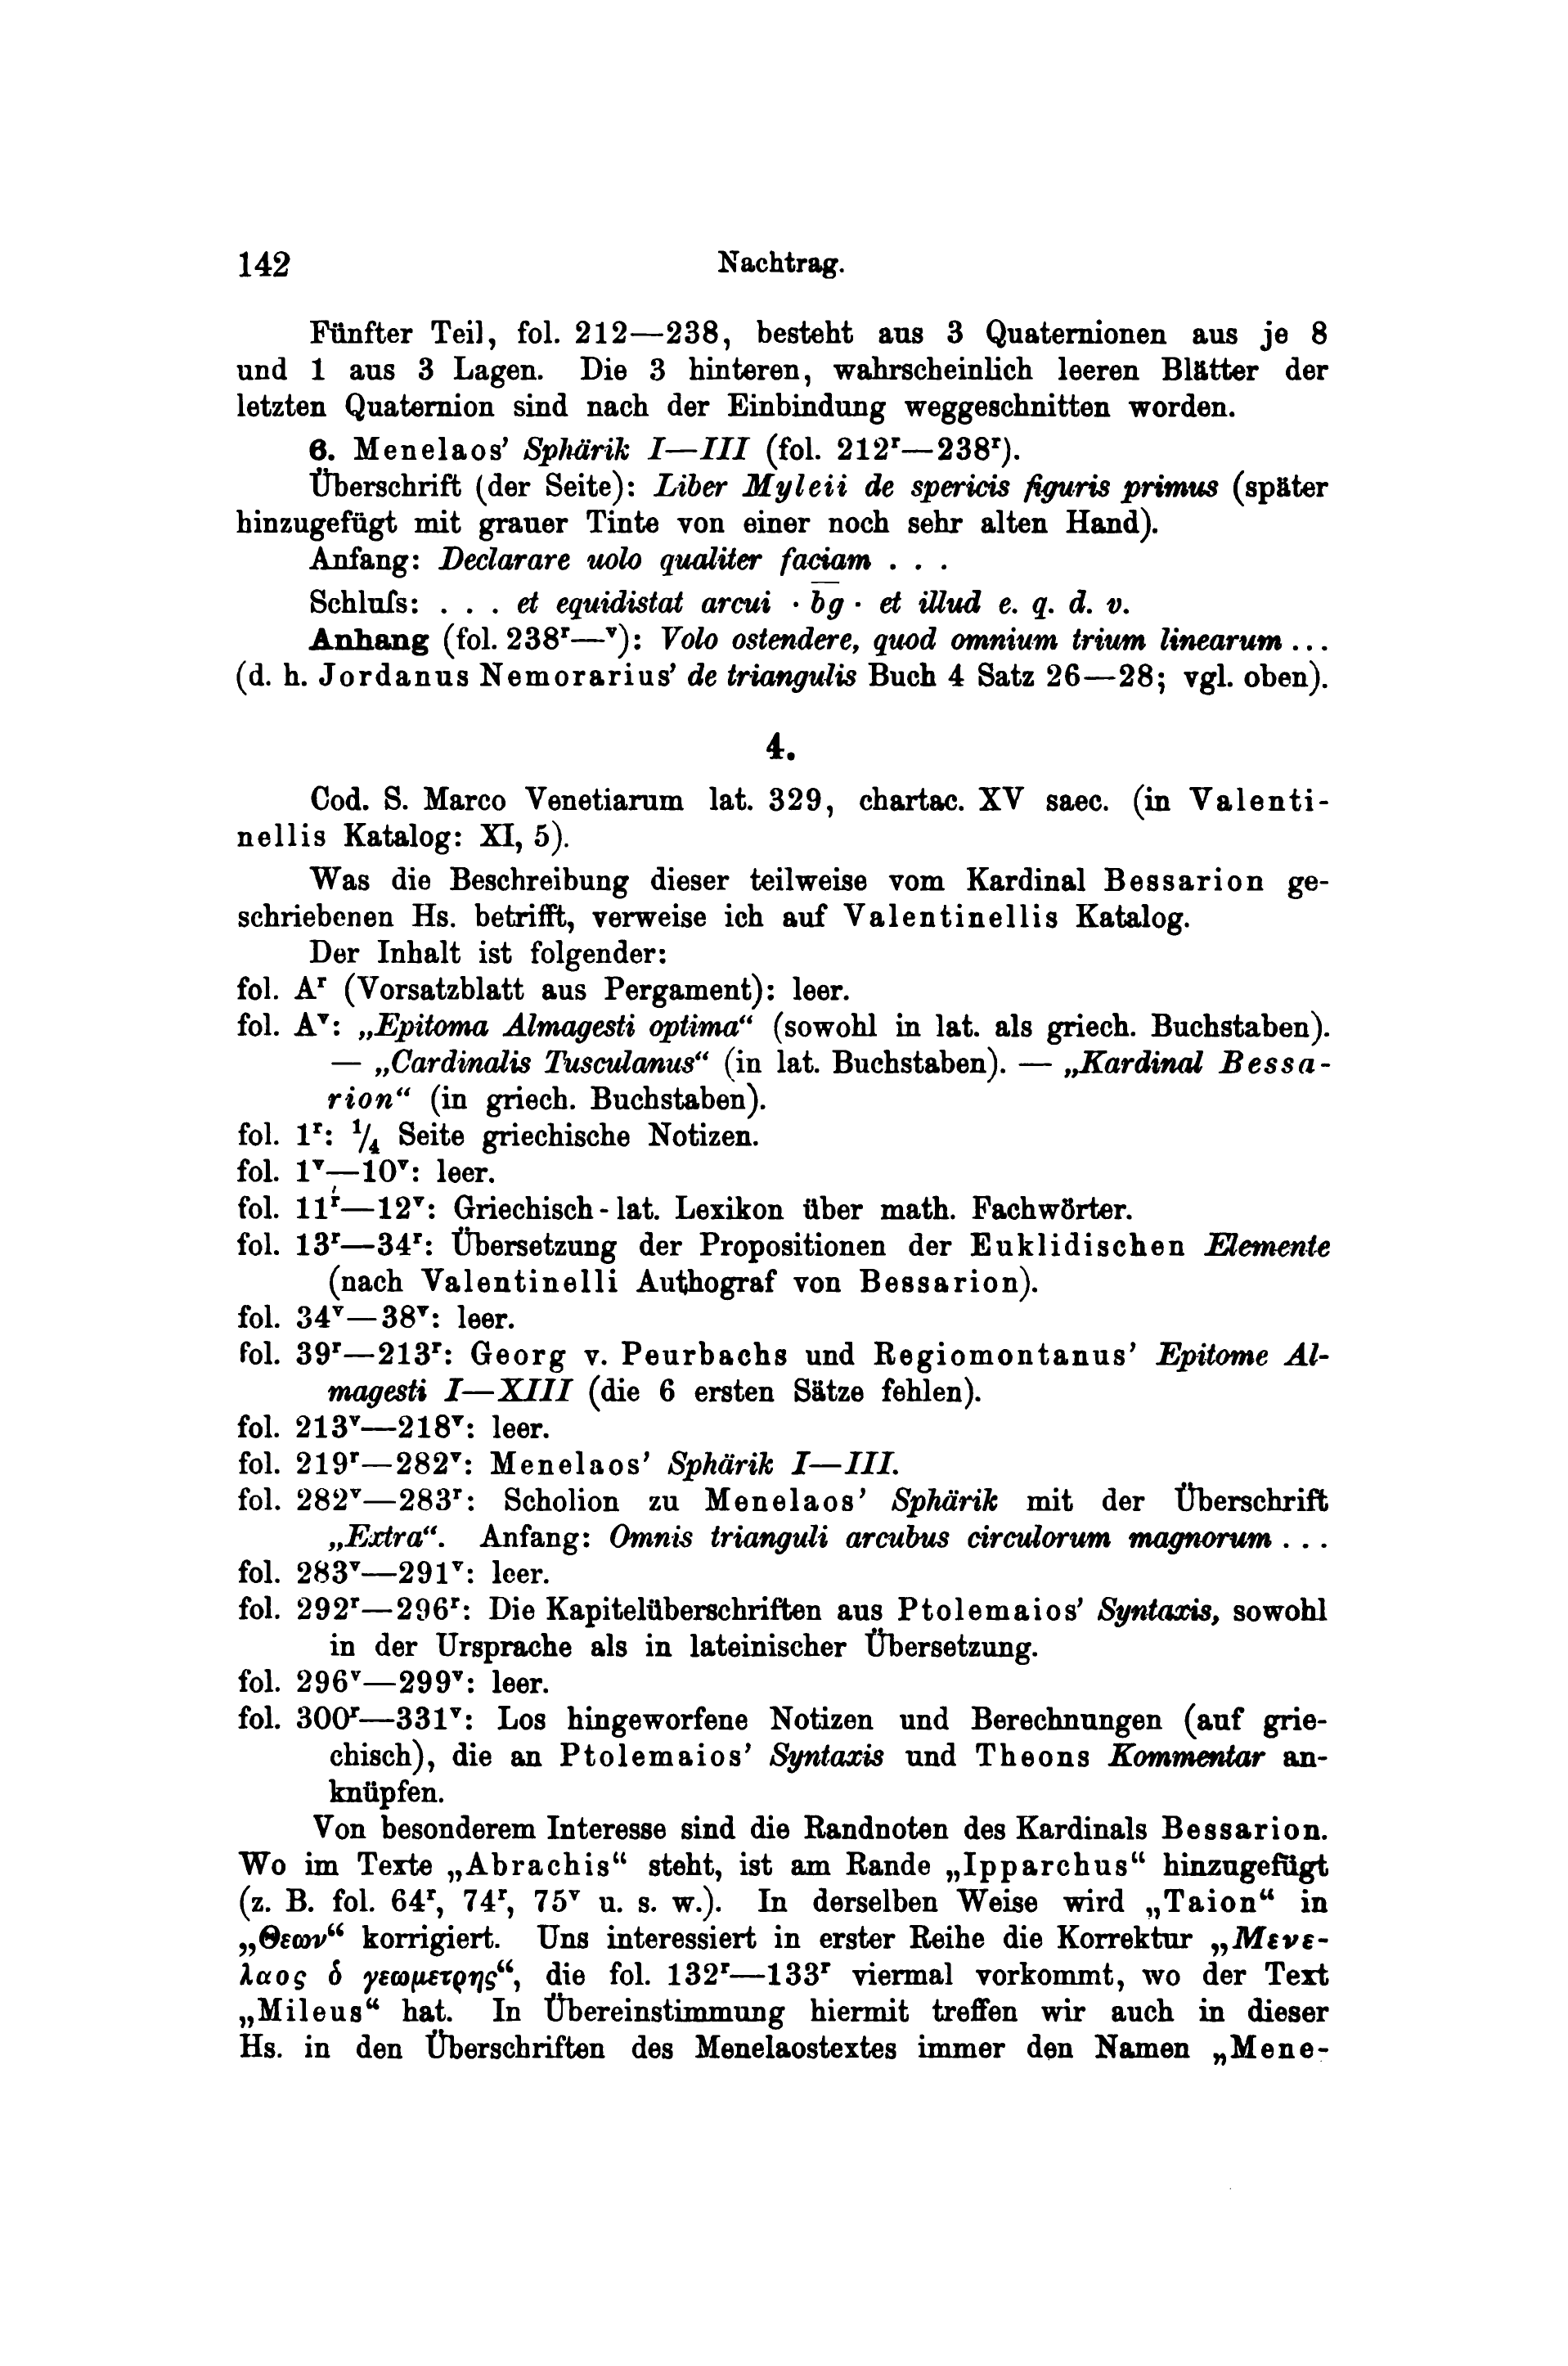 142 Nachtrag.
Fünfter Teil, fol. 212—238, besteht aus 3 Quaternionen aus je 8
und 1 aus 3 Lagen. Die 3 hinteren, wahrscheinlich leeren Blätter der
letzten Quaternion sind nach der Einbindung weggeschnitten worden.
6. Menelaos' Sphärik I—III (fol. 212ʳ—238ʳ).
Überschrift (der Seite): Liber Myleii de spericis figuris primus (später
hinzugefügt mit grauer Tinte von einer noch sehr alten Hand).
Anfang: Declarare uolo qualiter faciam . . .
Schluſs: . . . et equidistat arcui · b̅g̅ · et illud e. q. d. v.
Anhang (fol. 238ʳ—ᵛ): Volo ostendere, quod omnium trium linearum ...
(d. h. Jordanus Nemorarius' de triangulis Buch 4 Satz 26—28; vgl. oben).
4.
Cod. S. Marco Venetiarum lat. 329, chartac. XV saec. (in Valenti-
nellis Katalog: XI, 5).
Was die Beschreibung dieser teilweise vom Kardinal Bessarion ge-
schriebenen Hs. betrifft, verweise ich auf Valentinellis Katalog.
Der Inhalt ist folgender:
fol. Aʳ (Vorsatzblatt aus Pergament): leer.
fol. Aᵛ: „Epitoma Almagesti optima“ (sowohl in lat. als griech. Buchstaben).
— „Cardinalis Tusculanus“ (in lat. Buchstaben). — „Kardinal Bessa-
rion“ (in griech. Buchstaben).
fol. 1ʳ: ¼ Seite griechische Notizen.
fol. 1ᵛ—10ᵛ: leer.
fol. 11ʳ—12ᵛ: Griechisch-lat. Lexikon über math. Fachwörter.
fol. 13ʳ—34ʳ: Übersetzung der Propositionen der Euklidischen Elemente
(nach Valentinelli Authograf von Bessarion).
fol. 34ᵛ—38ᵛ: leer.
fol. 39ʳ—213ʳ: Georg v. Peurbachs und Regiomontanus' Epitome Al-
magesti I—XIII (die 6 ersten Sätze fehlen).
fol. 213ᵛ—218ᵛ: leer.
fol. 219ʳ—282ᵛ: Menelaos' Sphärik I—III.
fol. 282ᵛ—283ʳ: Scholion zu Menelaos' Sphärik mit der Überschrift
„Extra“. Anfang: Omnis trianguli arcubus circulorum magnorum . . .
fol. 283ᵛ—291ᵛ: leer.
fol. 292ʳ—296ʳ: Die Kapitelüberschriften aus Ptolemaios' Syntaxis, sowohl
in der Ursprache als in lateinischer Übersetzung.
fol. 296ᵛ—299ᵛ: leer.
fol. 300ʳ—331ᵛ: Los hingeworfene Notizen und Berechnungen (auf grie-
chisch), die an Ptolemaios' Syntaxis und Theons Kommentar an-
knüpfen.
Von besonderem Interesse sind die Randnoten des Kardinals Bessarion.
Wo im Texte „Abrachis“ steht, ist am Rande „Ipparchus“ hinzugefügt
(z. B. fol. 64ʳ, 74ʳ, 75ᵛ u. s. w.). In derselben Weise wird „Taion“ in
„Θεων“ korrigiert. Uns interessiert in erster Reihe die Korrektur „Μενε-
λαος ὁ γεωμετρης“, die fol. 132ʳ—133ʳ viermal vorkommt, wo der Text
„Mileus“ hat. In Übereinstimmung hiermit treffen wir auch in dieser
Hs. in den Überschriften des Menelaostextes immer den Namen „Mene-